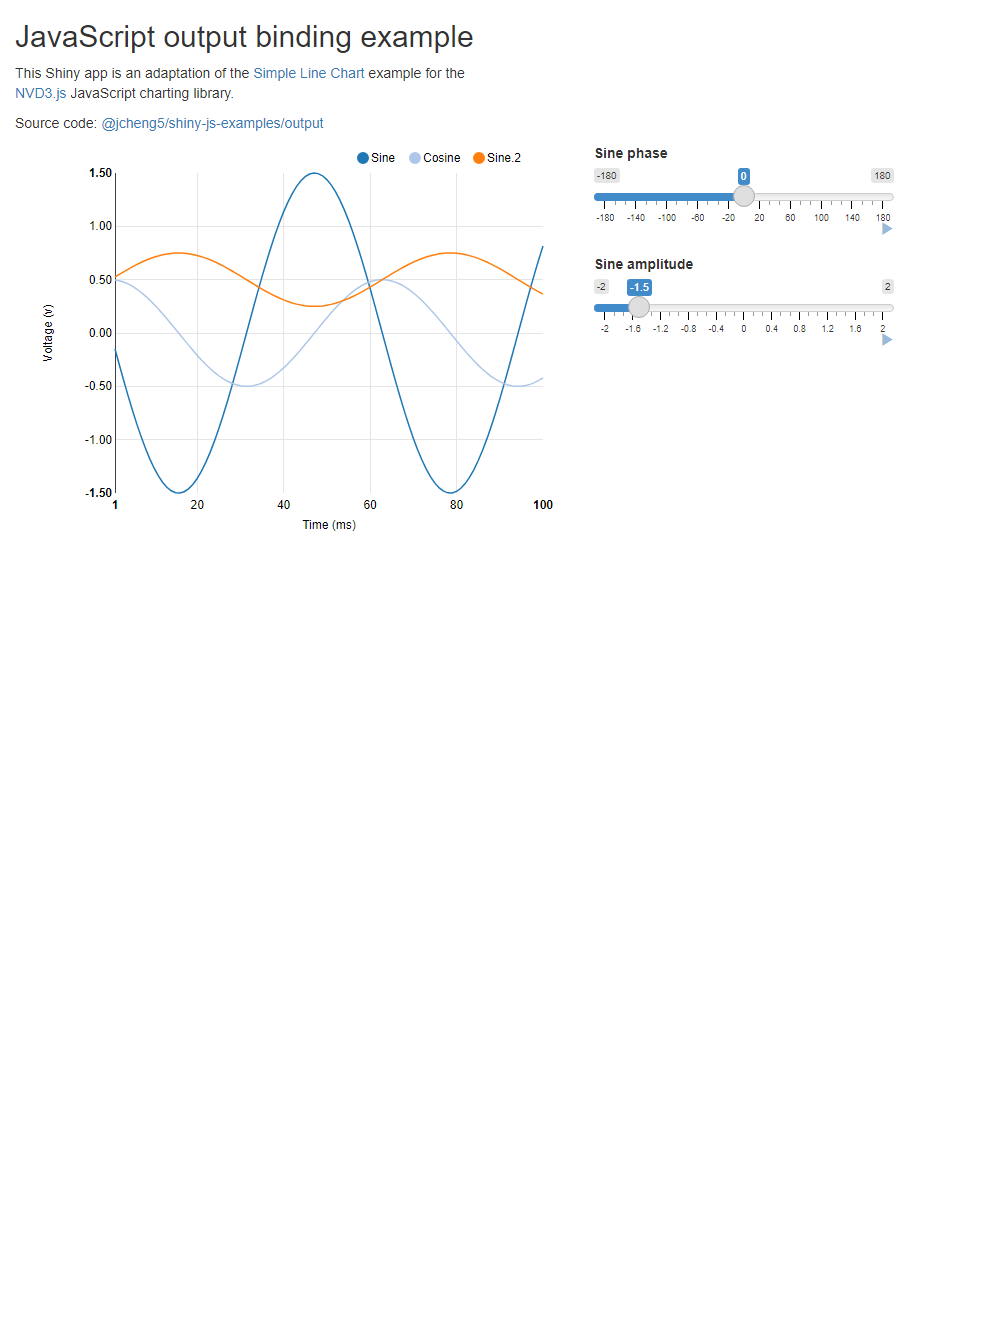 JavaScript output binding example
This Shiny app is an adaptation of the Simple Line Chart example for the
NVD3.js JavaScript charting library.
Source code: @jcheng5/shiny-js-examples/output
Sine Cosine Sine.2
1.50
1.00
0.50
0.00
-0.50
-1.00
-1.50
Voltage (v)
1 20 40 60 80 100
Time (ms)
Sine phase
-180 0 180
-180 -140 -100 -60 -20 20 60 100 140 180
Sine amplitude
-2 -1.5 2
-2 -1.6 -1.2 -0.8 -0.4 0 0.4 0.8 1.2 1.6 2